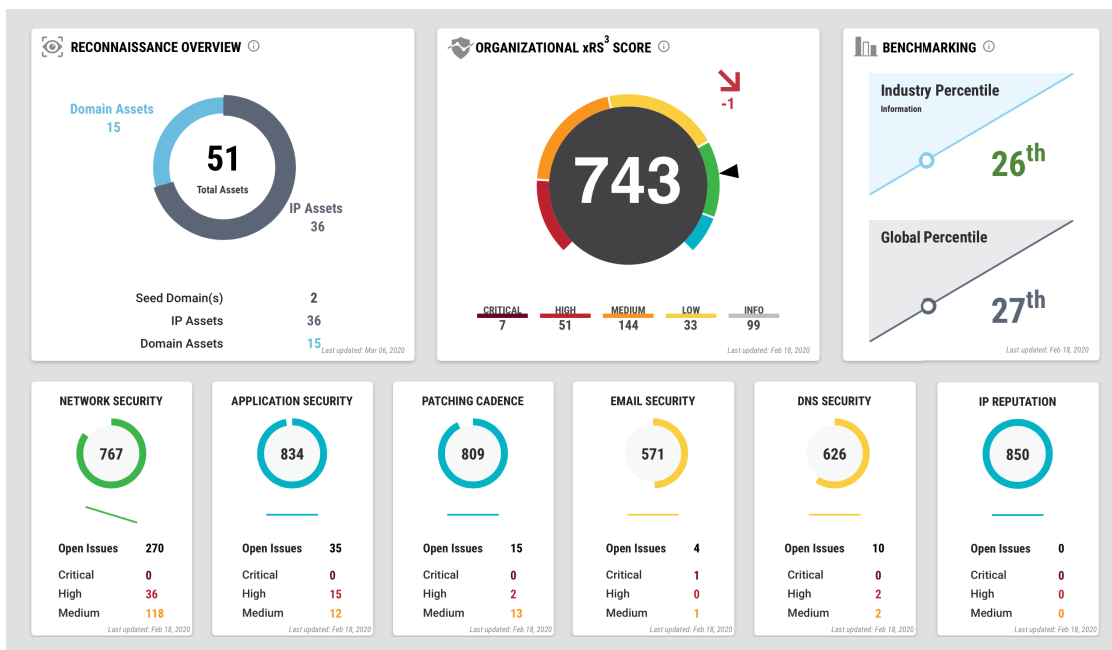 RECONNAISSANCE OVERVIEW
Domain Assets
15
51
Total Assets
IP Assets
36
Seed Domain(s) 2
IP Assets 36
Domain Assets 15
Last updated: Mar 06, 2020
ORGANIZATIONAL xRS³ SCORE
-1
743
CRITICAL HIGH MEDIUM LOW INFO
7 51 144 33 99
Last updated: Feb 18, 2020
BENCHMARKING
Industry Percentile
Information
26th
Global Percentile
27th
Last updated: Feb 18, 2020
NETWORK SECURITY
767
Open Issues 270
Critical 0
High 36
Medium 118
Last updated: Feb 18, 2020
APPLICATION SECURITY
834
Open Issues 35
Critical 0
High 15
Medium 12
Last updated: Feb 18, 2020
PATCHING CADENCE
809
Open Issues 15
Critical 0
High 2
Medium 13
Last updated: Feb 18, 2020
EMAIL SECURITY
571
Open Issues 4
Critical 1
High 0
Medium 1
Last updated: Feb 18, 2020
DNS SECURITY
626
Open Issues 10
Critical 0
High 2
Medium 2
Last updated: Feb 18, 2020
IP REPUTATION
850
Open Issues 0
Critical 0
High 0
Medium 0
Last updated: Feb 18, 2020